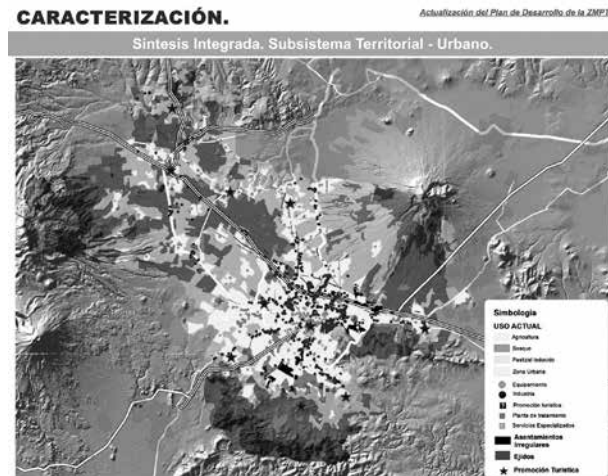 CARACTERIZACIÓN.
Actualización del Plan de Desarrollo de la ZMPT
Síntesis Integrada. Subsistema Territorial - Urbano.
Simbología
USO ACTUAL
Agricultura
Bosque
Pastizal Inducido
Zona Urbana
Equipamiento
Industria
Promoción turística
Planta de tratamiento
Servicios Especializados
Asentamientos
Irregulares
Ejidos
Promoción Turística